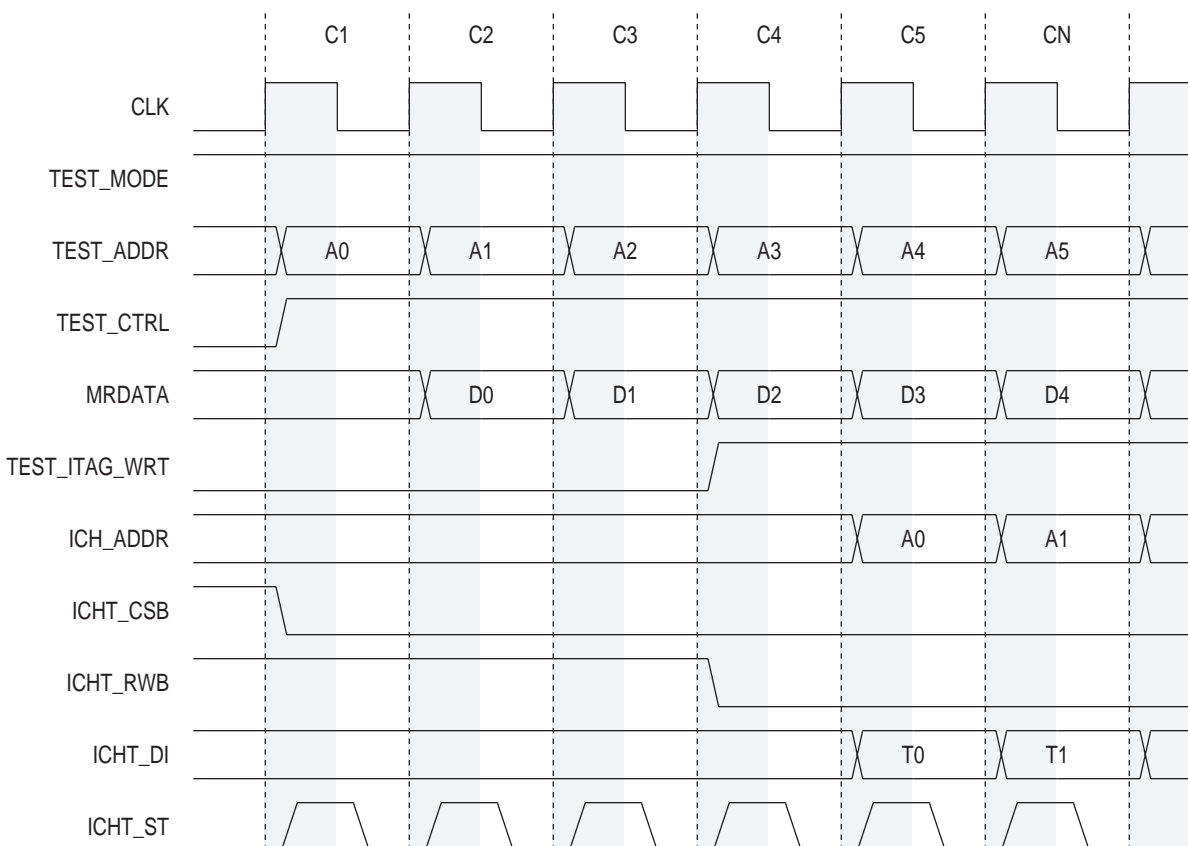 C1 C2 C3 C4 C5 CN
CLK
TEST_MODE
TEST_ADDR A0 A1 A2 A3 A4 A5
TEST_CTRL
MRDATA D0 D1 D2 D3 D4
TEST_ITAG_WRT
ICH_ADDR A0 A1
ICHT_CSB
ICHT_RWB
ICHT_DI T0 T1
ICHT_ST